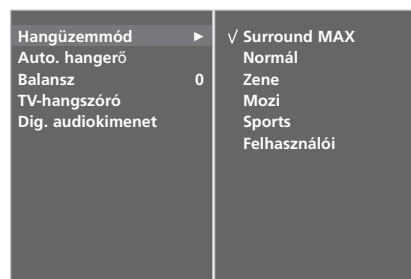 Hangüzemmód ►
Auto. hangerő
Balansz 0
TV-hangszóró
Dig. audiokimenet
√ Surround MAX
Normál
Zene
Mozi
Sports
Felhasználói